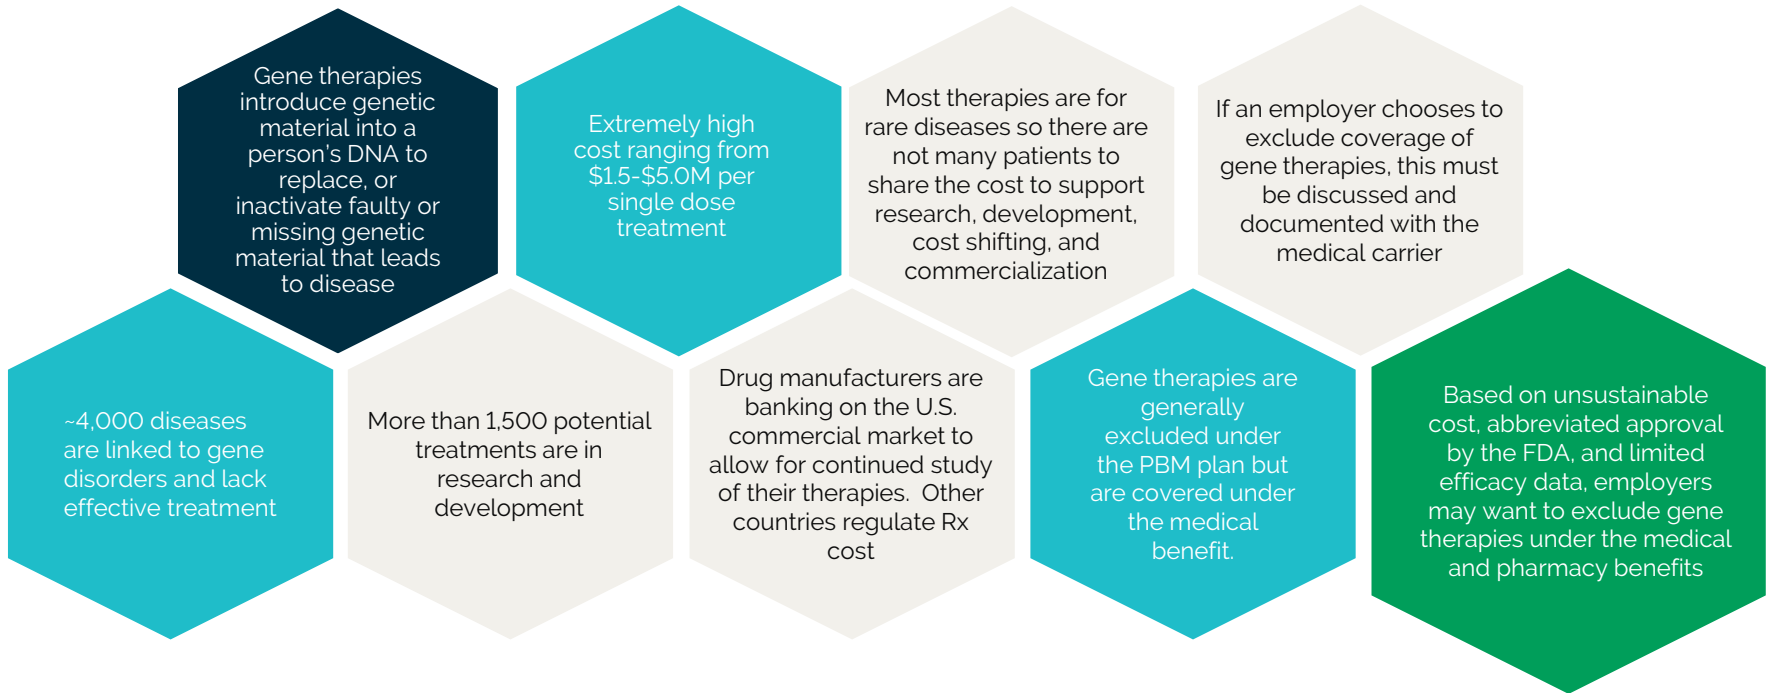 Gene therapies
introduce genetic
material into a
person's DNA to
replace, or
inactivate faulty or
missing genetic
material that leads
to disease
Extremely high
cost ranging from
$1.5-$5.0M per
single dose
treatment
Most therapies are for
rare diseases so there are
not many patients to
share the cost to support
research, development,
cost shifting, and
commercialization
If an employer chooses to
exclude coverage of
gene therapies, this must
be discussed and
documented with the
medical carrier
~4,000 diseases
are linked to gene
disorders and lack
effective treatment
More than 1,500 potential
treatments are in
research and
development
Drug manufacturers are
banking on the U.S.
commercial market to
allow for continued study
of their therapies.  Other
countries regulate Rx
cost
Gene therapies are
generally
excluded under
the PBM plan but
are covered under
the medical
benefit.
Based on unsustainable
cost, abbreviated approval
by the FDA, and limited
efficacy data, employers
may want to exclude gene
therapies under the medical
and pharmacy benefits